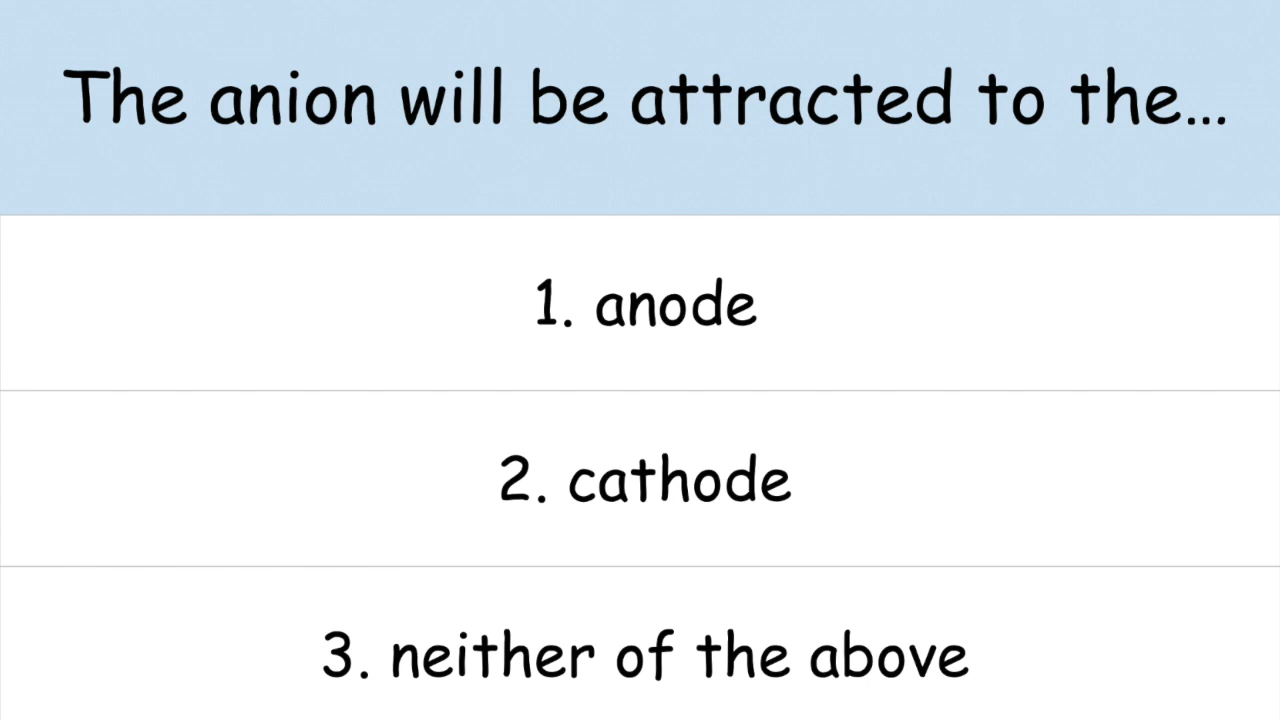 The anion will be attracted to the...
1. anode
2. cathode
3. neither of the above